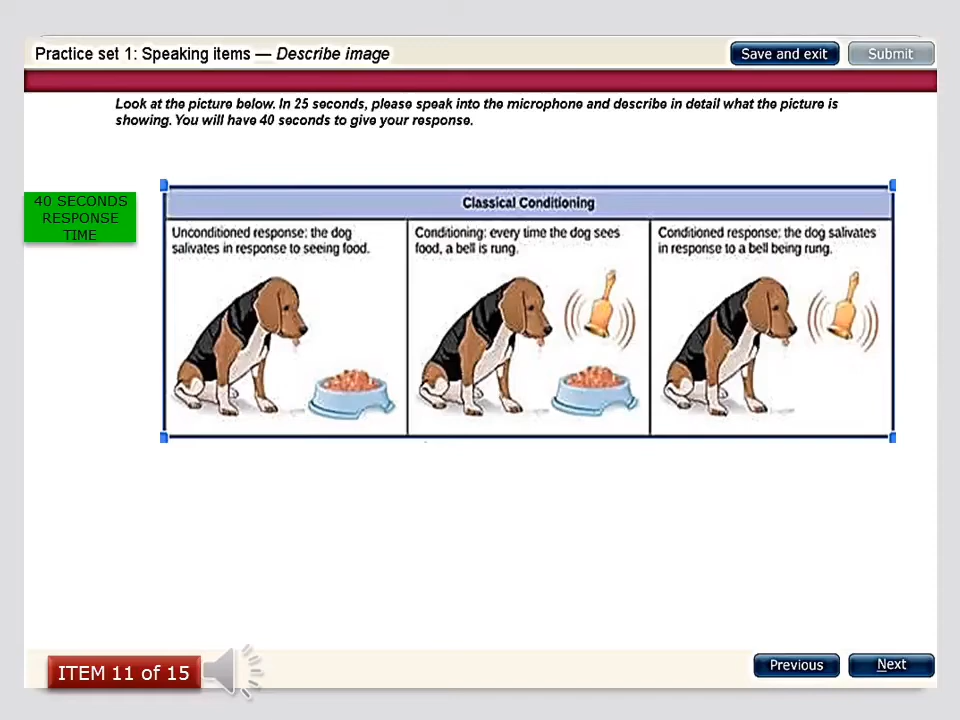 Practice set 1: Speaking items — Describe image
Save and exit
Submit
Look at the picture below. In 25 seconds, please speak into the microphone and describe in detail what the picture is
showing. You will have 40 seconds to give your response.
40 SECONDS
RESPONSE
TIME
Classical Conditioning
Unconditioned response: the dog
salivates in response to seeing food.
Conditioning: every time the dog sees
food, a bell is rung.
Conditioned response: the dog salivates
in response to a bell being rung.
ITEM 11 of 15
Previous
Next